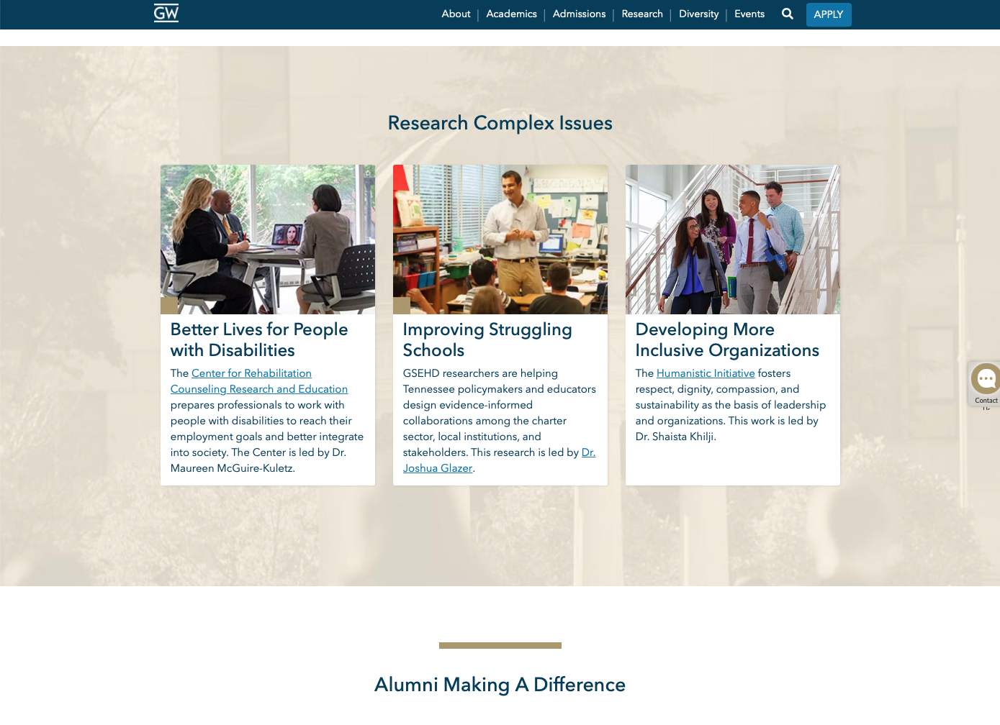 GW
About
Academics
Admissions
Research
Diversity
Events
APPLY
Research Complex Issues
Better Lives for People
with Disabilities
The Center for Rehabilitation
Counseling Research and Education
prepares professionals to work with
people with disabilities to reach their
employment goals and better integrate
into society. The Center is led by Dr.
Maureen McGuire-Kuletz.
Improving Struggling
Schools
GSEHD researchers are helping
Tennessee policymakers and educators
design evidence-informed
collaborations among the charter
sector, local institutions, and
stakeholders. This research is led by Dr.
Joshua Glazer.
Developing More
Inclusive Organizations
The Humanistic Initiative fosters
respect, dignity, compassion, and
sustainability as the basis of leadership
and organizations. This work is led by
Dr. Shaista Khilji.
Contact
Alumni Making A Difference